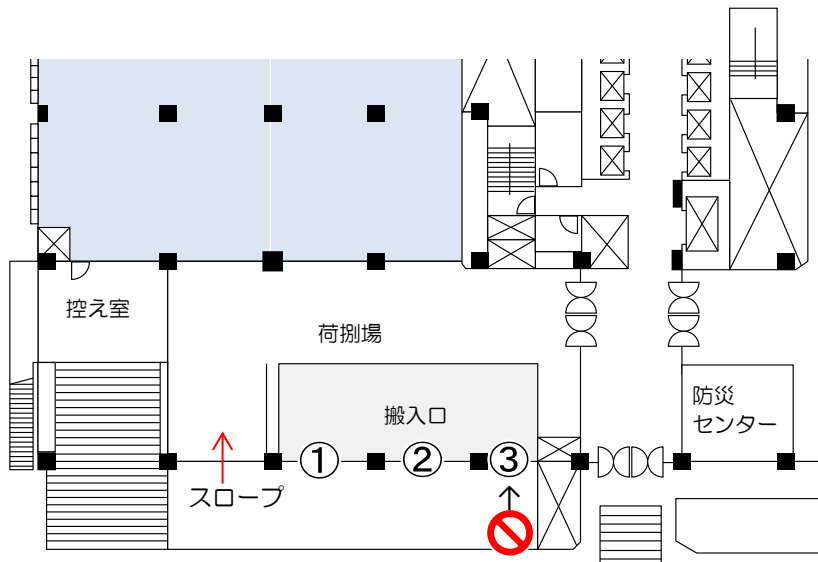 控え室
荷捌場
搬入口
防災
センター
① ② ③
スロープ